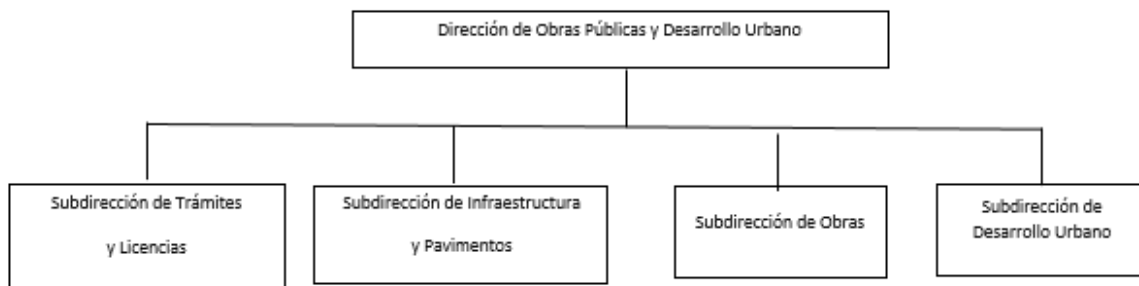 Dirección de Obras Públicas y Desarrollo Urbano
Subdirección de Trámites
y Licencias
Subdirección de Infraestructura
y Pavimentos
Subdirección de Obras
Subdirección de
Desarrollo Urbano